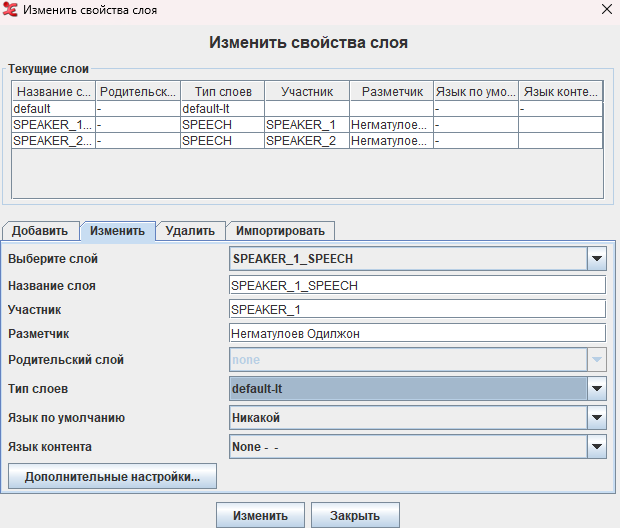 Изменить свойства слоя
Изменить свойства слоя
Текущие слои
Название с... Родительск... Тип слоев Участник Разметчик Язык по умо... Язык конте...
default - default-lt - -
SPEAKER_1... - SPEECH SPEAKER_1 Негматулое... -
SPEAKER_2... - SPEECH SPEAKER_2 Негматулое... -
Добавить Изменить Удалить Импортировать
Выберите слой SPEAKER_1_SPEECH
Название слоя SPEAKER_1_SPEECH
Участник SPEAKER_1
Разметчик Негматулоев Одилжон
Родительский слой none
Тип слоев default-lt
Язык по умолчанию Никакой
Язык контента None - -
Дополнительные настройки...
Изменить Закрыть